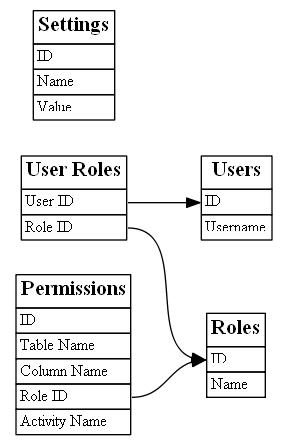 Settings
ID
Name
Value
User Roles
User ID
Role ID
Users
ID
Username
Permissions
ID
Table Name
Column Name
Role ID
Activity Name
Roles
ID
Name